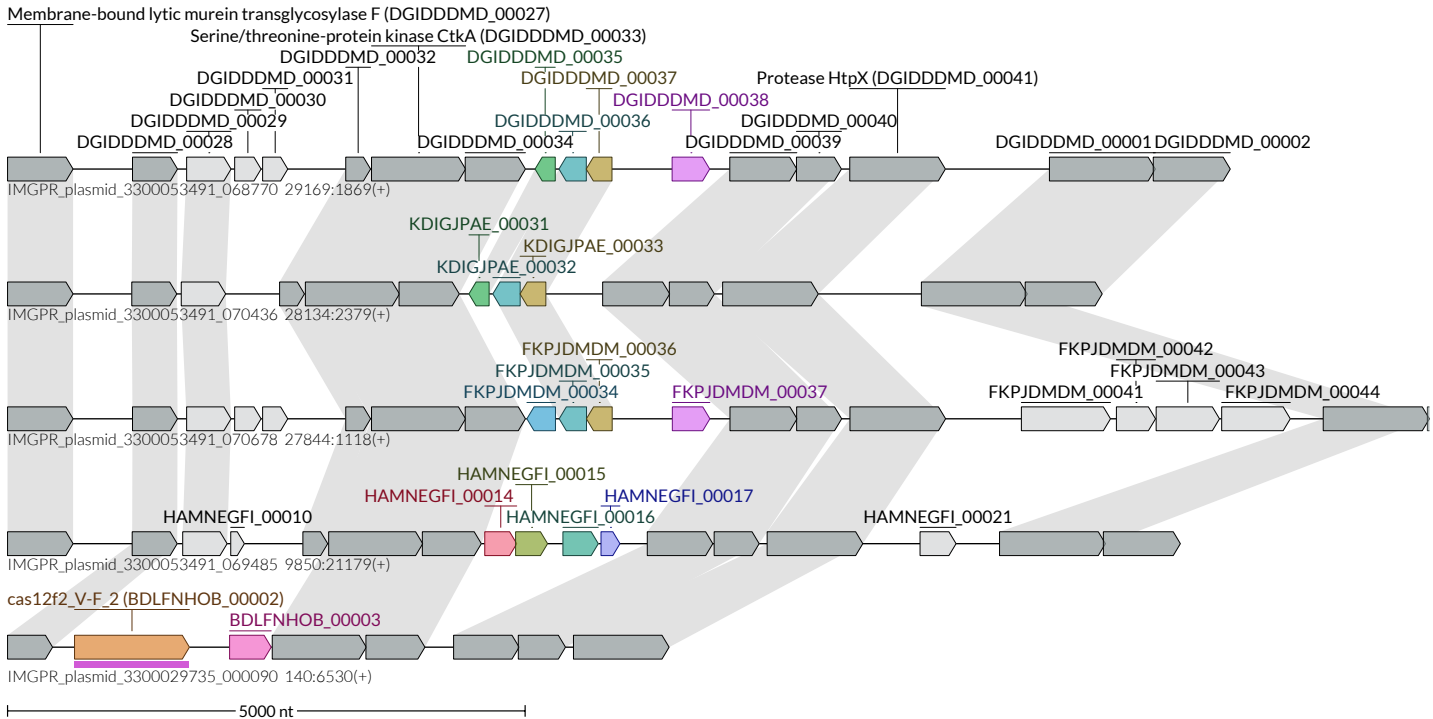 Membrane-bound lytic murein transglycosylase F (DGIDDDMD_00027)
Serine/threonine-protein kinase CtkA (DGIDDDMD_00033)
DGIDDDMD_00032 DGIDDDMD_00035
DGIDDDMD_00031 DGIDDDMD_00037 Protease HtpX (DGIDDDMD_00041)
DGIDDDMD_00030 DGIDDDMD_00038
DGIDDDMD_00029 DGIDDDMD_00036 DGIDDDMD_00040
DGIDDDMD_00028 DGIDDDMD_00034 DGIDDDMD_00039 DGIDDDMD_00001 DGIDDDMD_00002
IMGPR_plasmid_3300053491_068770 29169:1869(+)
KDIGJPAE_00031
KDIGJPAE_00033
KDIGJPAE_00032
IMGPR_plasmid_3300053491_070436 28134:2379(+)
FKPJDMDM_00036 FKPJDMDM_00042
FKPJDMDM_00035 FKPJDMDM_00043
FKPJDMDM_00034 FKPJDMDM_00037 FKPJDMDM_00041 FKPJDMDM_00044
IMGPR_plasmid_3300053491_070678 27844:1118(+)
HAMNEGFI_00015
HAMNEGFI_00014 HAMNEGFI_00017
HAMNEGFI_00010 HAMNEGFI_00016 HAMNEGFI_00021
IMGPR_plasmid_3300053491_069485 9850:21179(+)
cas12f2_V-F_2 (BDLFNHOB_00002)
BDLFNHOB_00003
IMGPR_plasmid_3300029735_000090 140:6530(+)
5000 nt